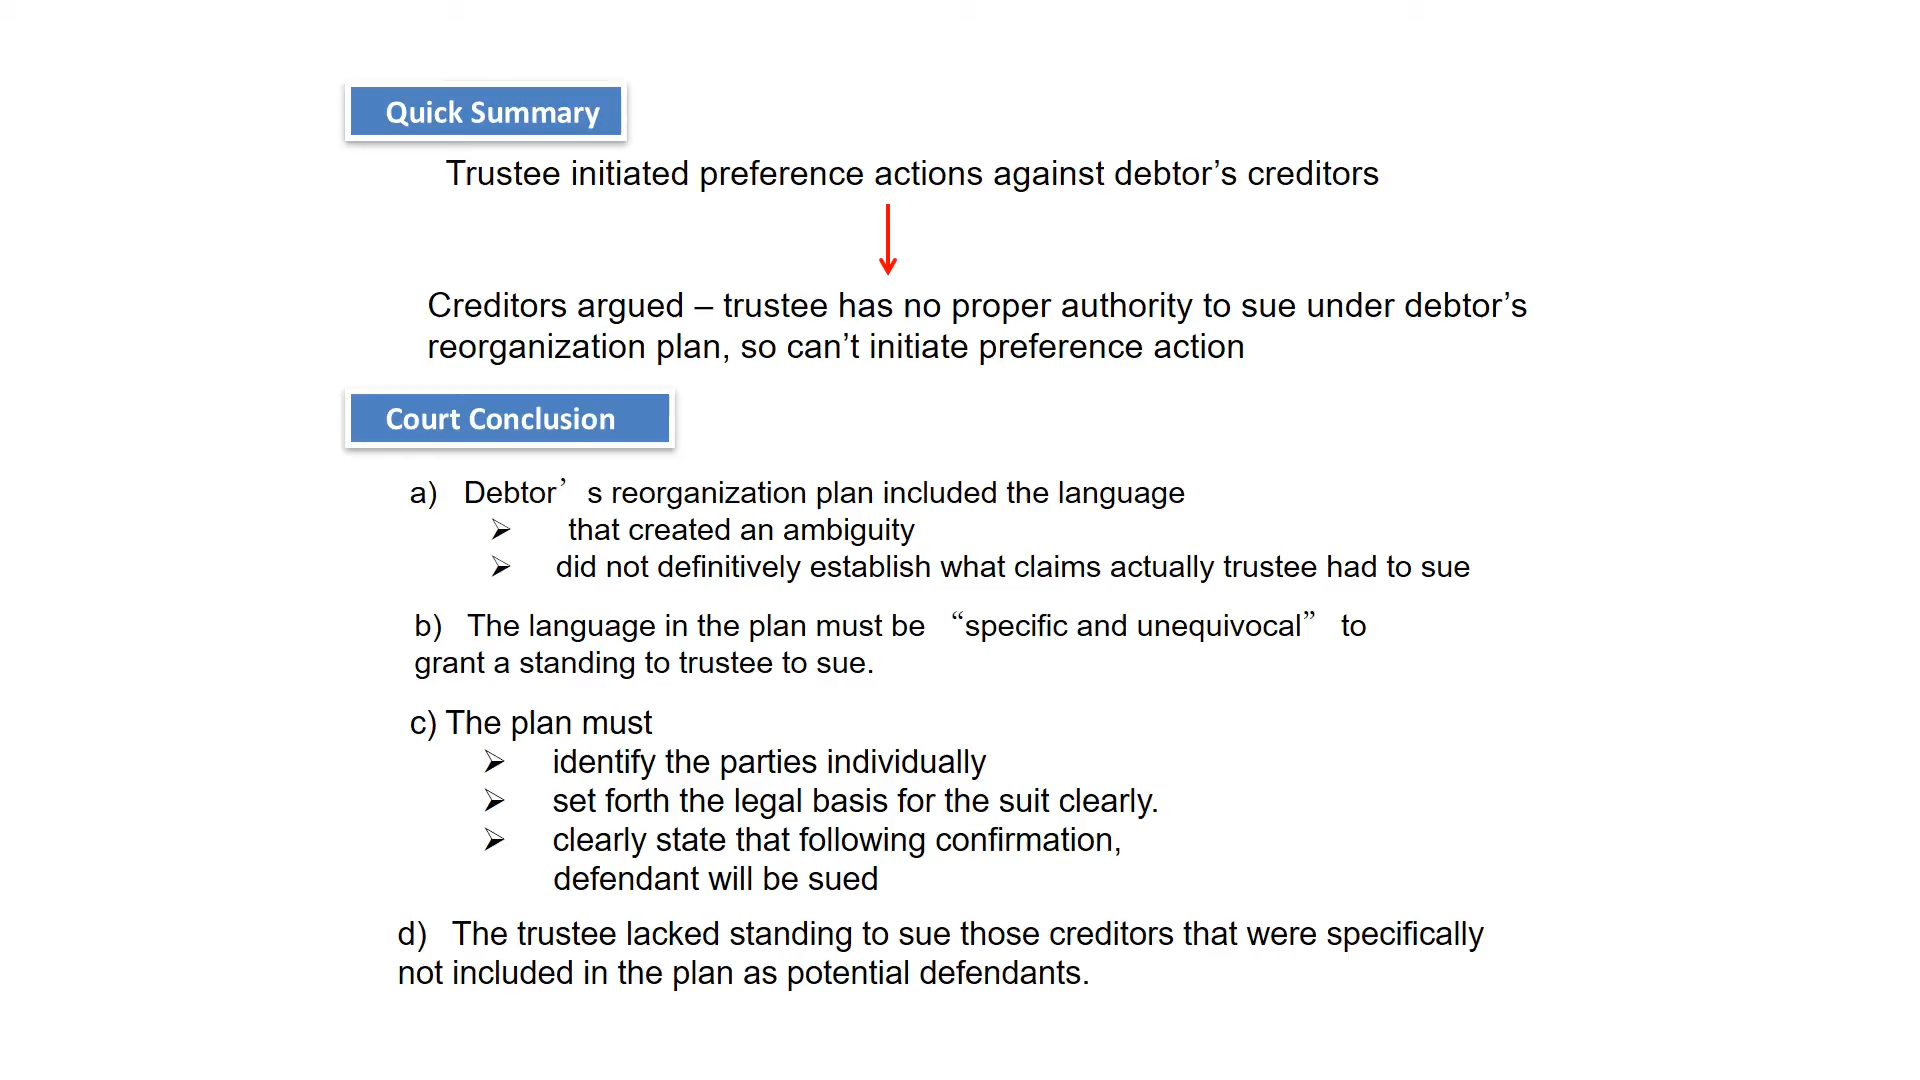 Quick Summary
Trustee initiated preference actions against debtor’s creditors
Creditors argued – trustee has no proper authority to sue under debtor’s
reorganization plan, so can’t initiate preference action
Court Conclusion
a) Debtor’s reorganization plan included the language
➢ that created an ambiguity
➢ did not definitively establish what claims actually trustee had to sue
b) The language in the plan must be “specific and unequivocal” to
grant a standing to trustee to sue.
c) The plan must
➢ identify the parties individually
➢ set forth the legal basis for the suit clearly.
➢ clearly state that following confirmation,
defendant will be sued
d) The trustee lacked standing to sue those creditors that were specifically
not included in the plan as potential defendants.